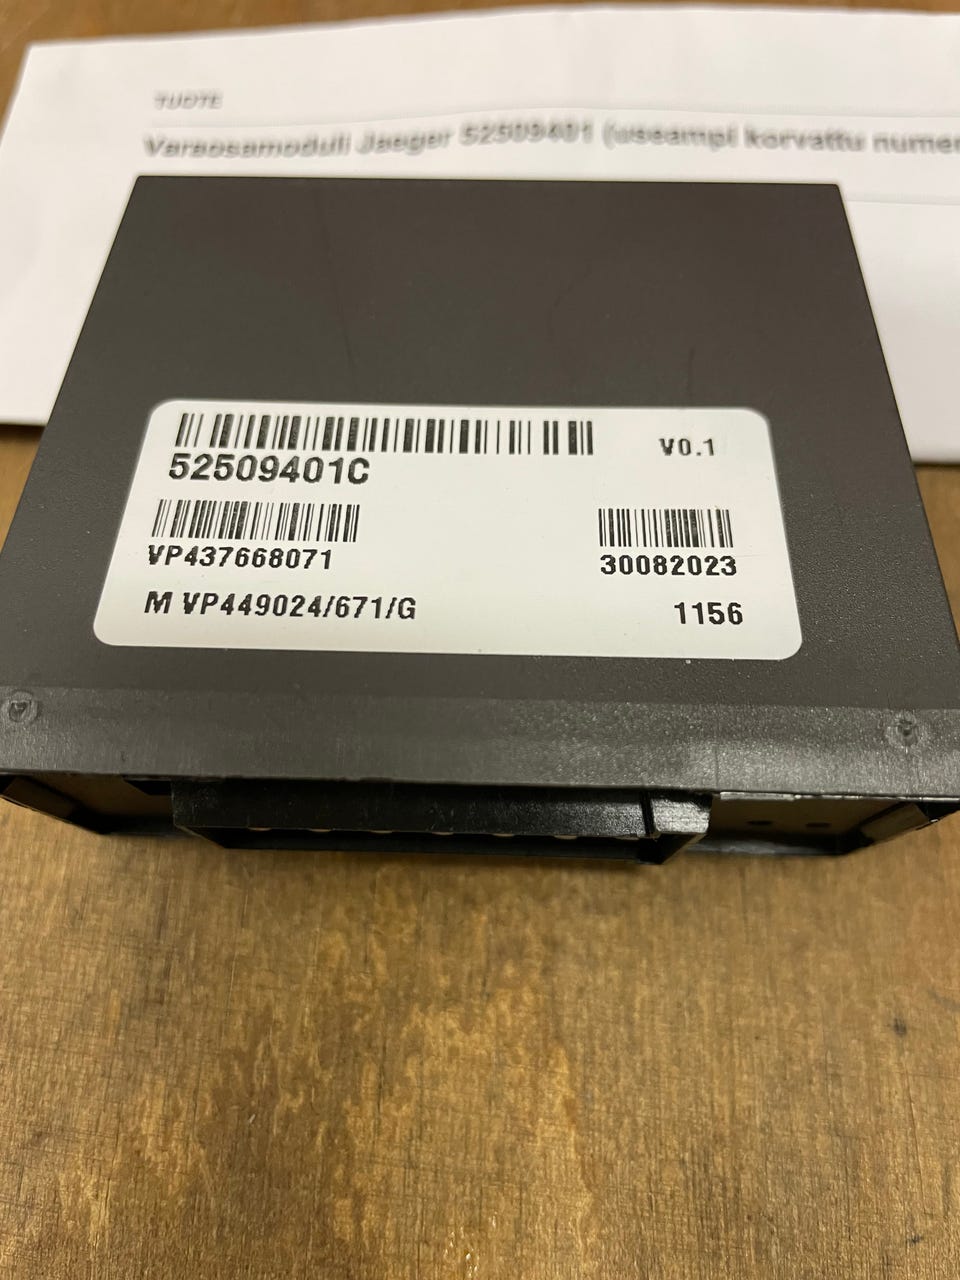 TUOTE
Varaosamoduli Jaeger 52509401 (useampi korvattu numer
52509401C
V0.1
VP437668071
30082023
M VP449024/671/G
1156